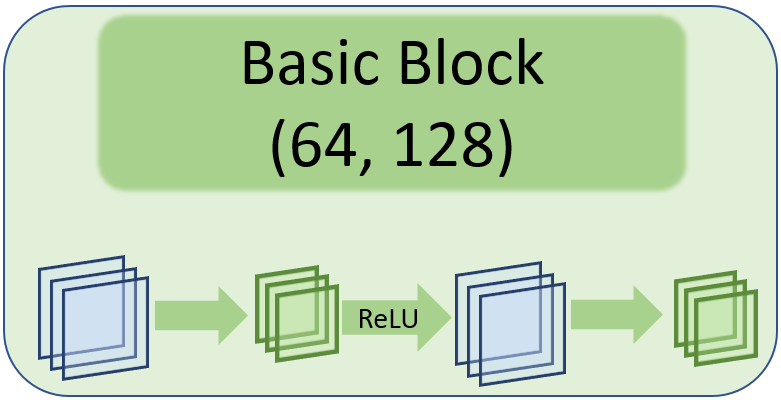 Basic Block
(64, 128)
ReLU